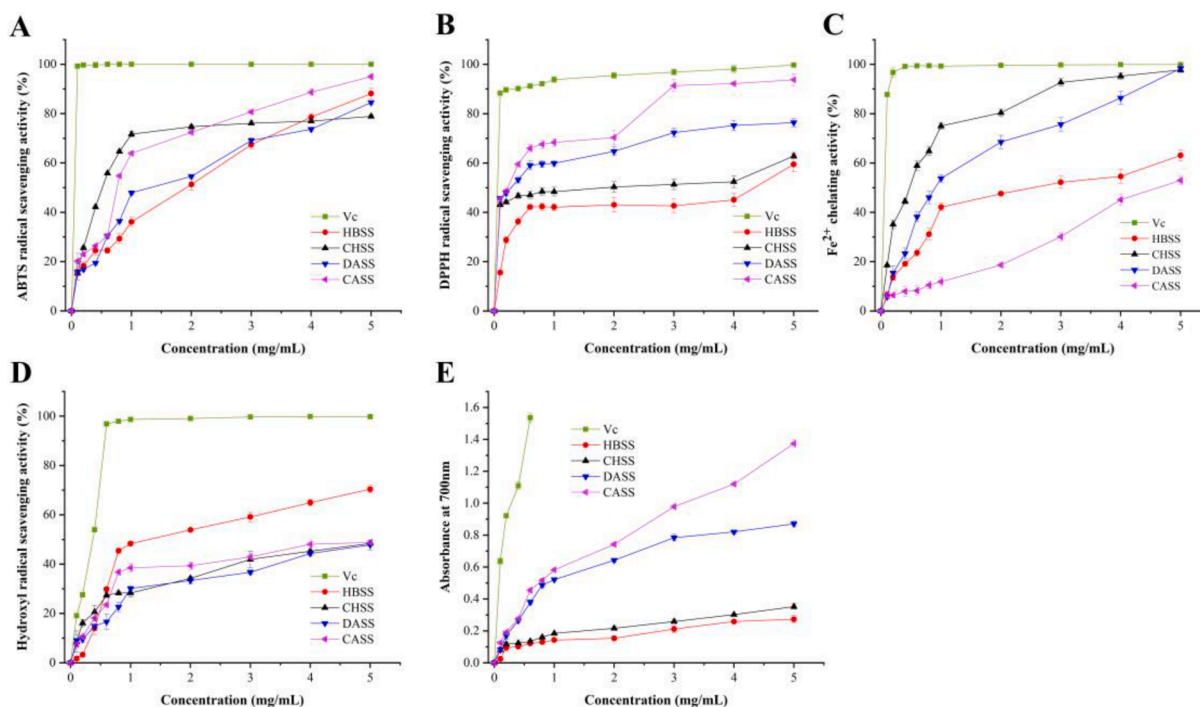 A
ABTS radical scavenging activity (%)
100
80
60
40
20
0
Vc
HBSS
CHSS
DASS
CASS
0 1 2 3 4 5
Concentration (mg/mL)
B
DPPH radical scavenging activity (%)
100
80
60
40
20
0
Vc
HBSS
CHSS
DASS
CASS
0 1 2 3 4 5
Concentration (mg/mL)
C
Fe2+ chelating activity (%)
100
80
60
40
20
0
Vc
HBSS
CHSS
DASS
CASS
0 1 2 3 4 5
Concentration (mg/mL)
D
Hydroxyl radical scavenging activity (%)
100
80
60
40
20
0
Vc
HBSS
CHSS
DASS
CASS
0 1 2 3 4 5
Concentration (mg/mL)
E
Absorbance at 700nm
1.6
1.4
1.2
1.0
0.8
0.6
0.4
0.2
0.0
Vc
HBSS
CHSS
DASS
CASS
0 1 2 3 4 5
Concentration (mg/mL)